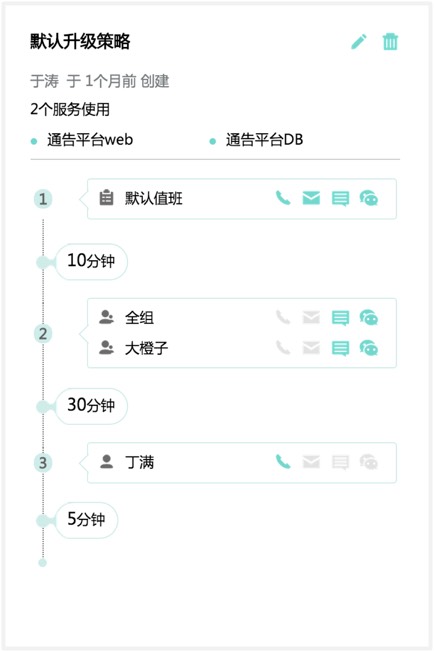 默认升级策略
于涛 于 1个月前 创建
2个服务使用
通告平台web 通告平台DB
1 默认值班
10分钟
全组
2
大橙子
30分钟
3 丁满
5分钟